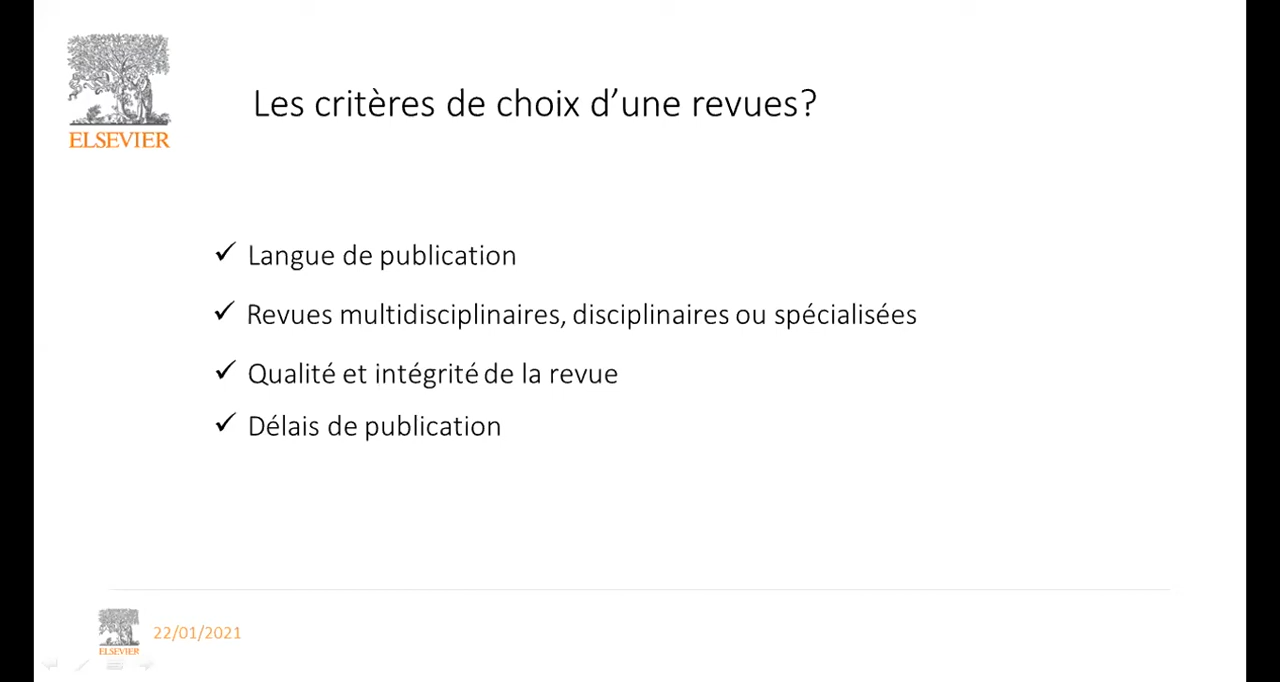 ELSEVIER
Les critères de choix d’une revues?
✓ Langue de publication
✓ Revues multidisciplinaires, disciplinaires ou spécialisées
✓ Qualité et intégrité de la revue
✓ Délais de publication
ELSEVIER
22/01/2021